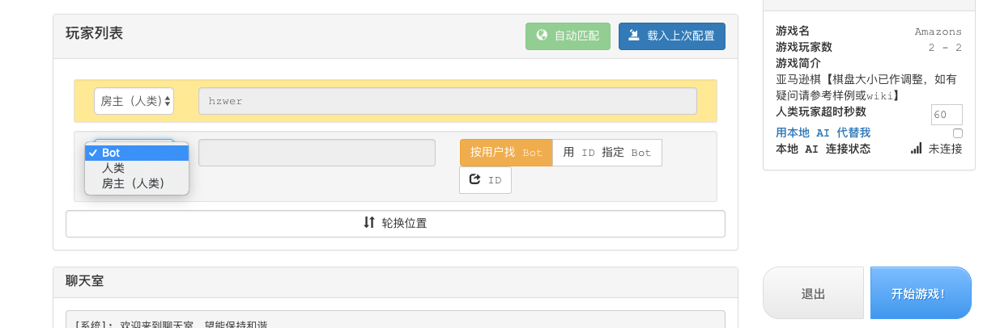 玩家列表
自动匹配
载入上次配置
房主 (人类)
hzwer
Bot
人类
房主 (人类)
按用户找 Bot
用 ID 指定 Bot
ID
轮换位置
聊天室
[系统]: 欢迎来到聊天室，望能保持和谐
游戏名 Amazons
游戏玩家数 2 - 2
游戏简介
亚马逊棋【棋盘大小已作调整，如有
疑问请参考样例或wiki】
人类玩家超时秒数 60
用本地 AI 代替我
本地 AI 连接状态 未连接
退出
开始游戏!